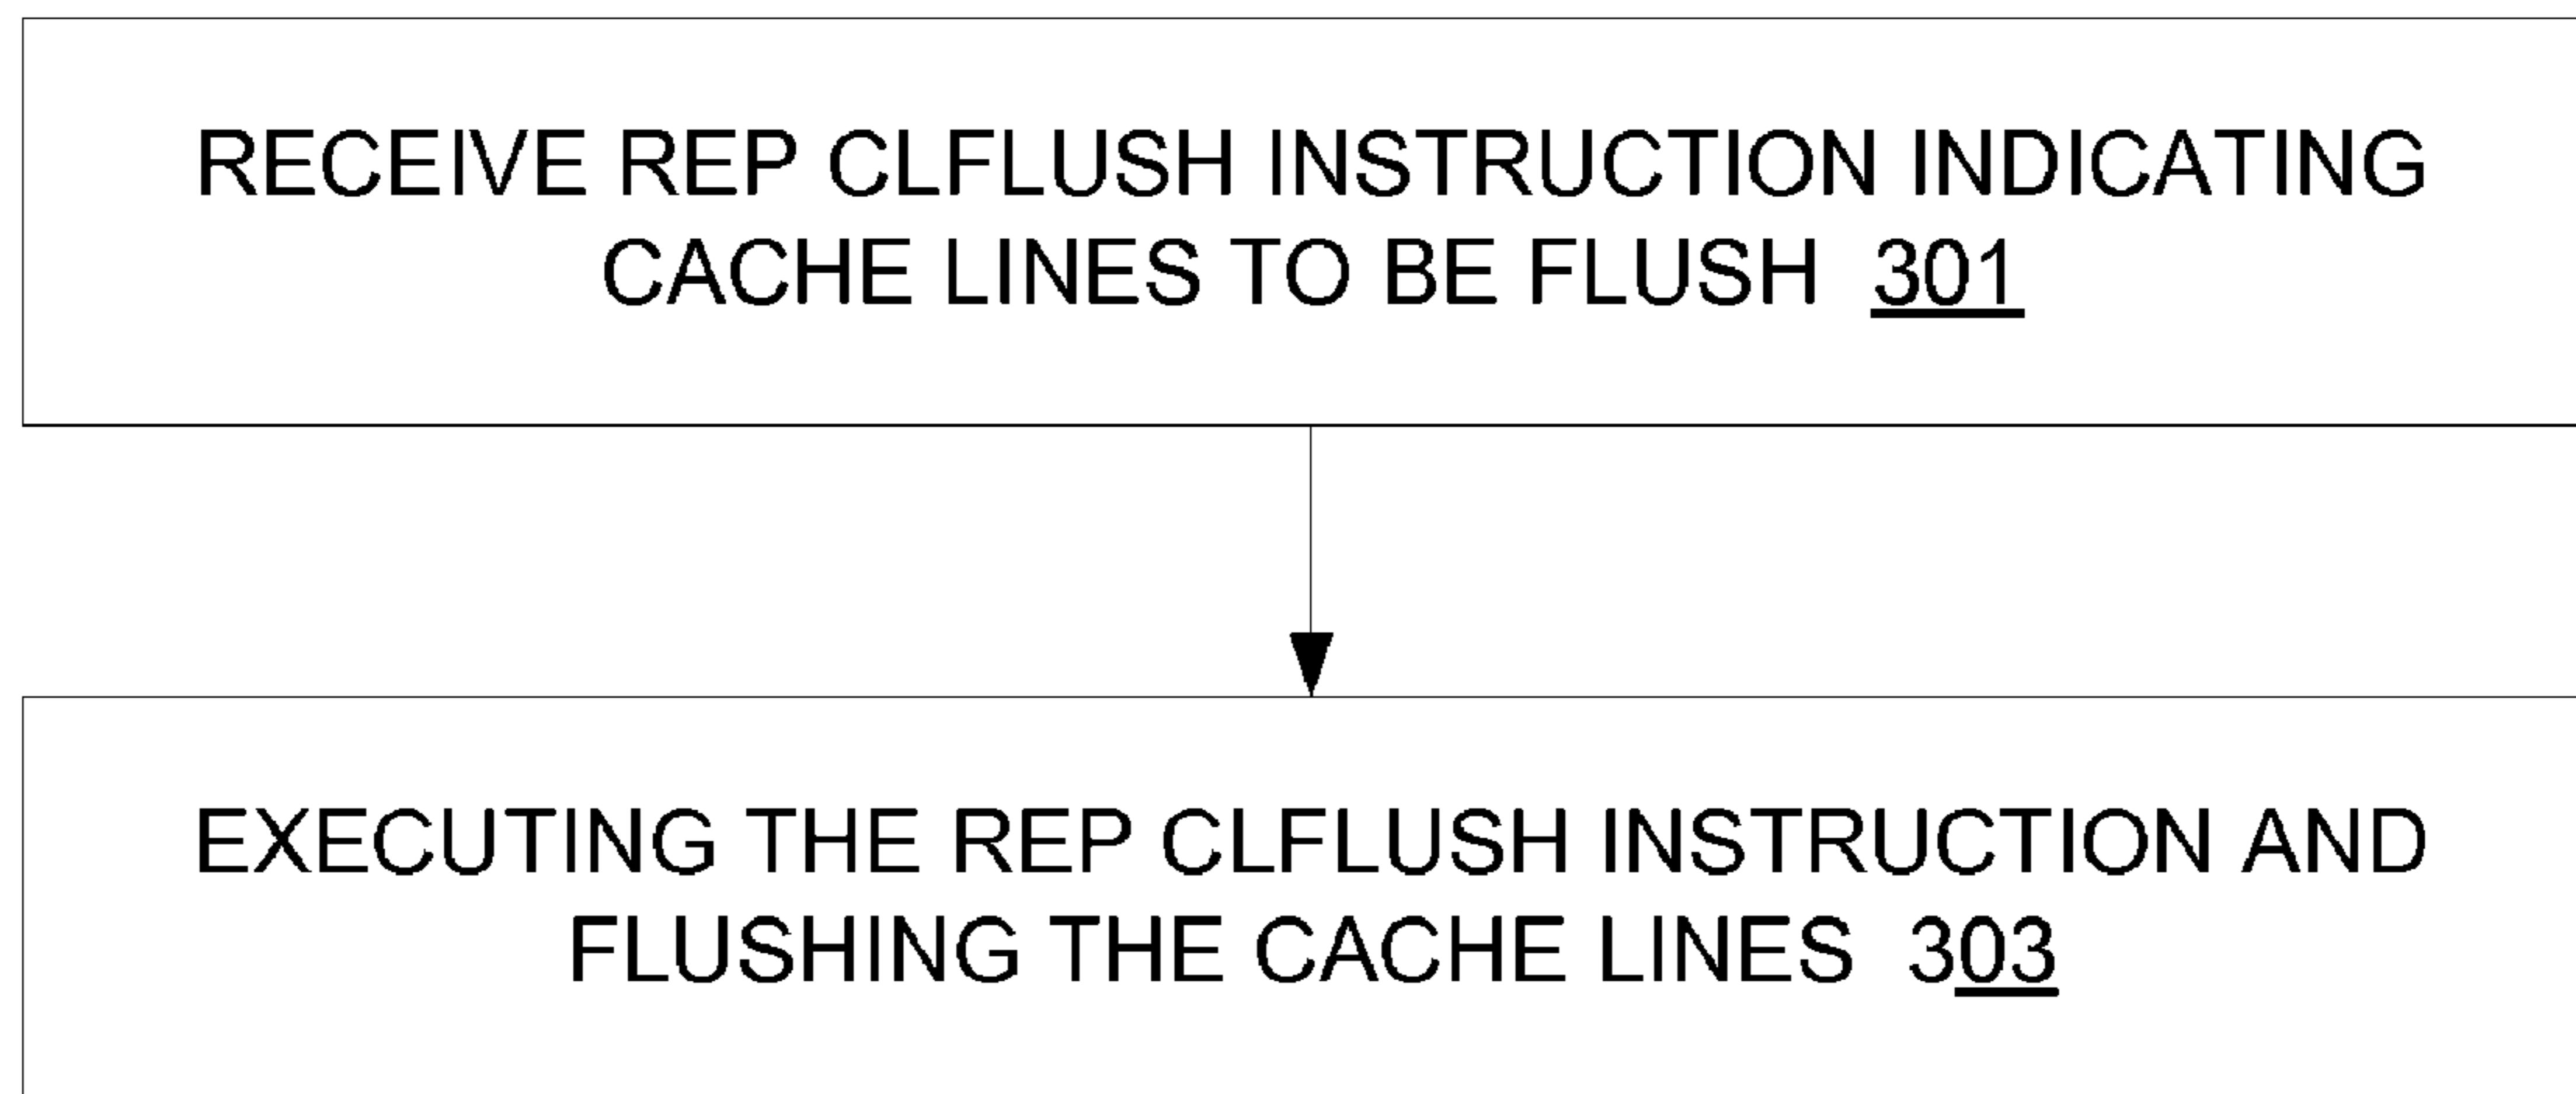 RECEIVE REP CLFLUSH INSTRUCTION INDICATING
CACHE LINES TO BE FLUSH 301
EXECUTING THE REP CLFLUSH INSTRUCTION AND
FLUSHING THE CACHE LINES 303